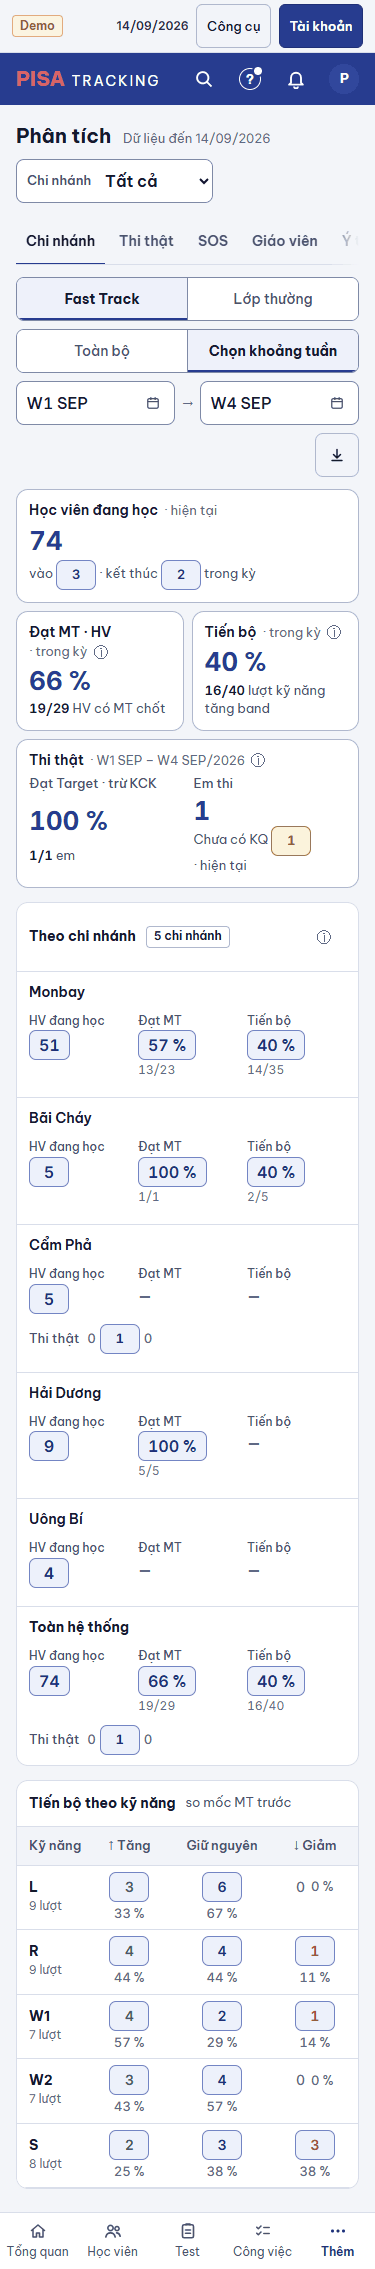 Demo 14/09/2026 Công cụ Tài khoản
PISA TRACKING ? P
Phân tích Dữ liệu đến 14/09/2026
Chi nhánh Tất cả
Chi nhánh Thi thật SOS Giáo viên Ý
Fast Track Lớp thường
Toàn bộ Chọn khoảng tuần
W1 SEP → W4 SEP
Học viên đang học · hiện tại
74
vào 3 · kết thúc 2 trong kỳ
Đạt MT · HV
· trong kỳ ⓘ
66 %
19/29 HV có MT chốt
Tiến bộ · trong kỳ ⓘ
40 %
16/40 lượt kỹ năng
tăng band
Thi thật · W1 SEP – W4 SEP/2026 ⓘ
Đạt Target · trừ KCK
100 %
1/1 em
Em thi
1
Chưa có KQ 1
· hiện tại
Theo chi nhánh 5 chi nhánh ⓘ
Monbay
HV đang học Đạt MT Tiến bộ
51 57 % 40 %
13/23 14/35
Bãi Cháy
HV đang học Đạt MT Tiến bộ
5 100 % 40 %
1/1 2/5
Cẩm Phả
HV đang học Đạt MT Tiến bộ
5 — —
Thi thật 0 1 0
Hải Dương
HV đang học Đạt MT Tiến bộ
9 100 % —
5/5
Uông Bí
HV đang học Đạt MT Tiến bộ
4 — —
Toàn hệ thống
HV đang học Đạt MT Tiến bộ
74 66 % 40 %
19/29 16/40
Thi thật 0 1 0
Tiến bộ theo kỹ năng so mốc MT trước
Kỹ năng ↑ Tăng Giữ nguyên ↓ Giảm
L 3 6 0 0 %
9 lượt 33 % 67 %
R 4 4 1
9 lượt 44 % 44 % 11 %
W1 4 2 1
7 lượt 57 % 29 % 14 %
W2 3 4 0 0 %
7 lượt 43 % 57 %
S 2 3 3
8 lượt 25 % 38 % 38 %
Tổng quan Học viên Test Công việc Thêm